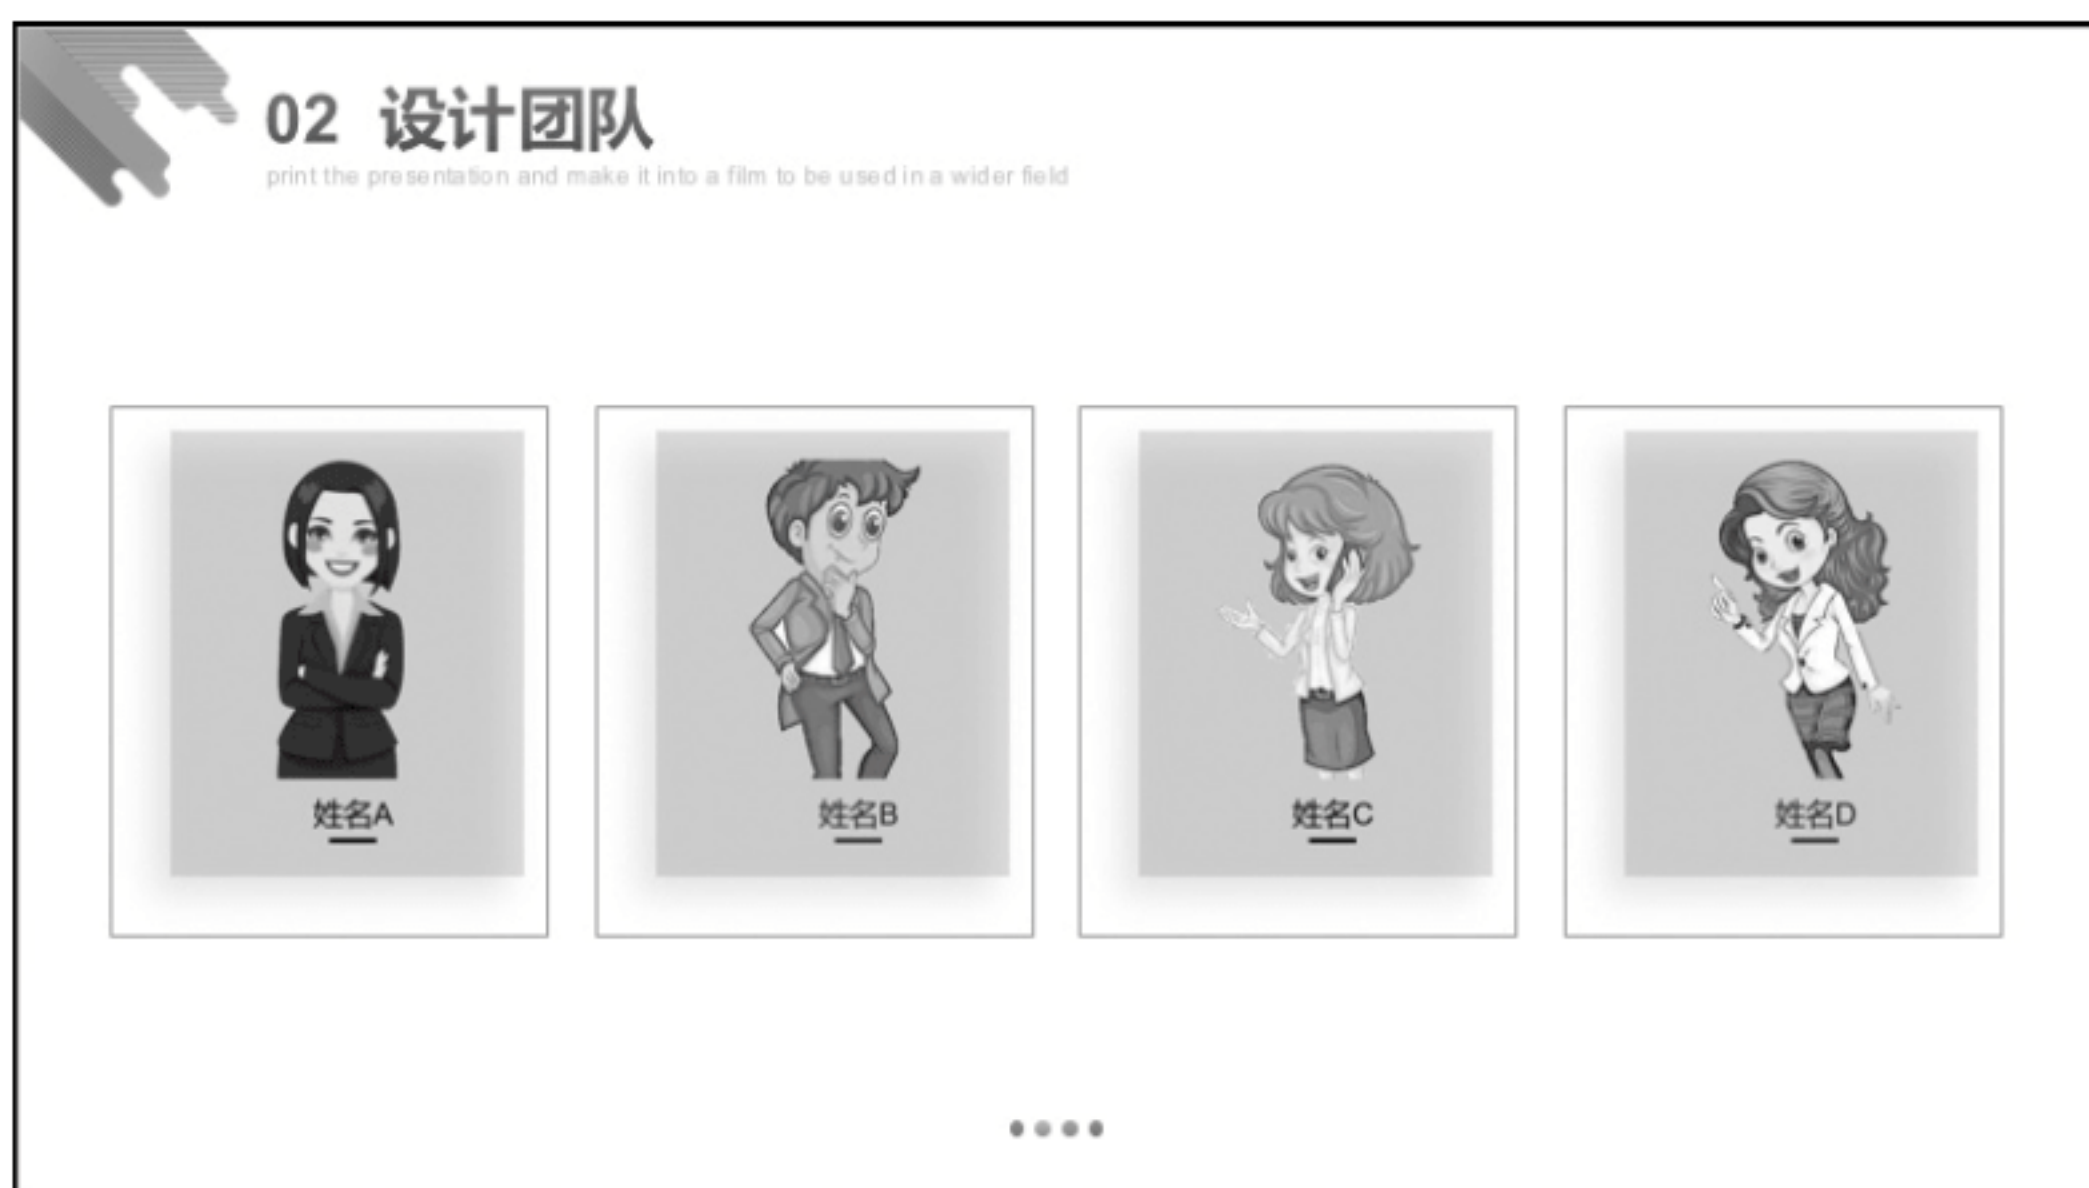 02 设计团队
print the presentation and make it into a film to be used in a wider field
姓名A
姓名B
姓名C
姓名D